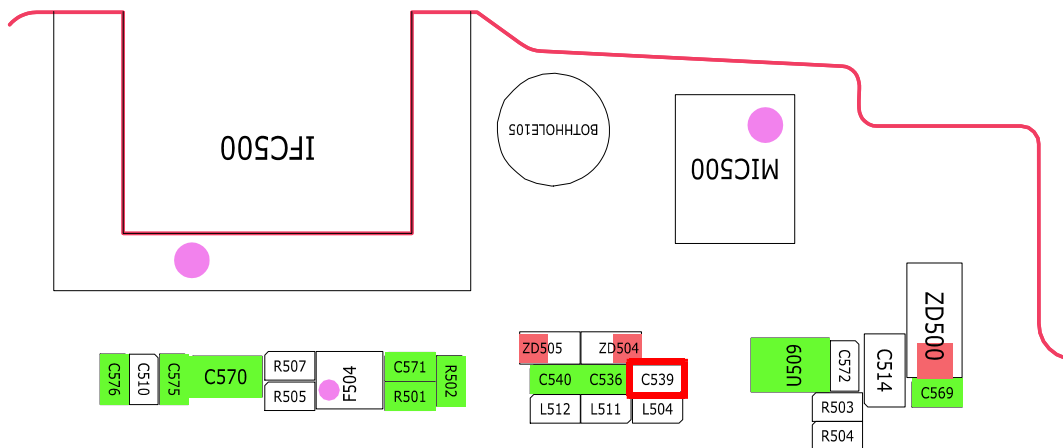 IFC500
BOTHHOLE105
MIC500
ZD500
ZD505
ZD504
C576
C510
C575
C570
R507
R505
F504
C571
R501
R502
C540
C536
C539
L512
L511
L504
U509
C572
C514
C569
R503
R504